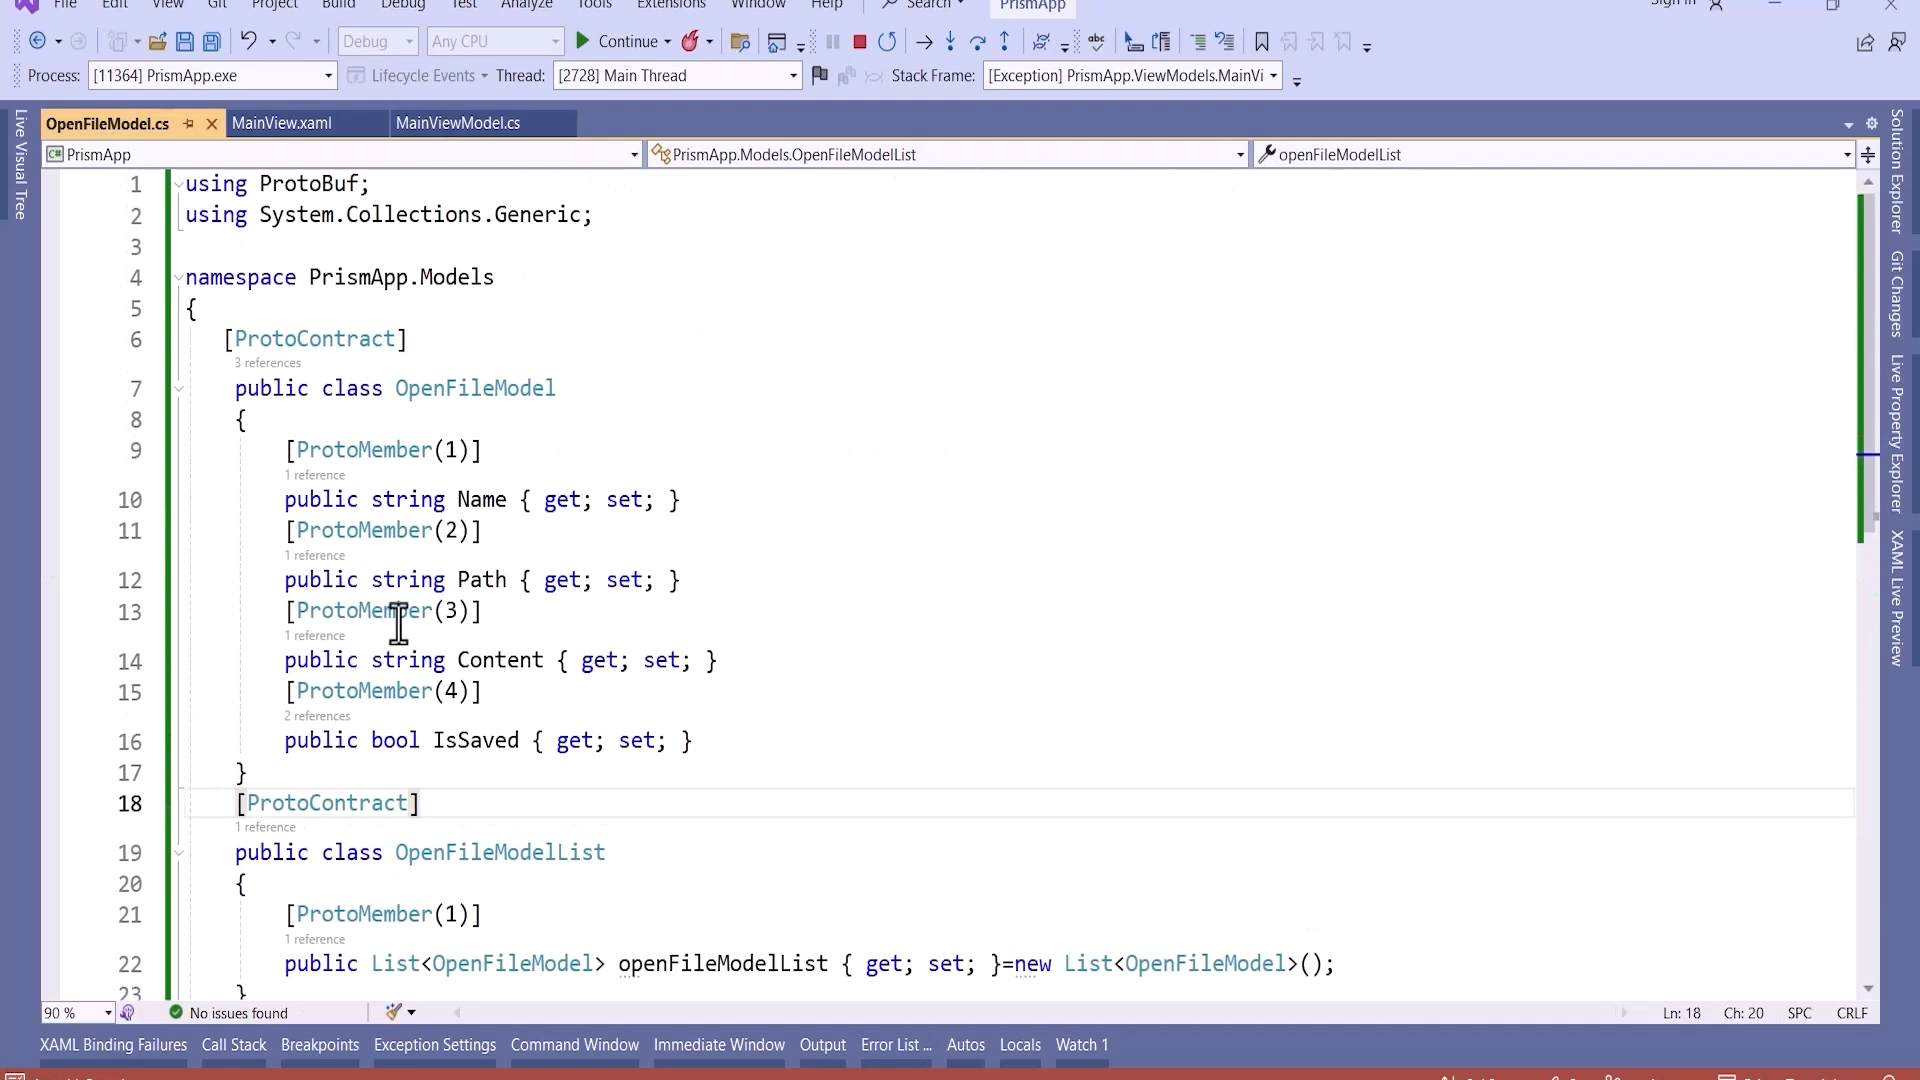 File Edit View Git Project Build Debug Test Analyze Tools Extensions Window Help Search PrismApp Sign in
Debug Any CPU Continue
Process: [11364] PrismApp.exe Lifecycle Events Thread: [2728] Main Thread Stack Frame: [Exception] PrismApp.ViewModels.MainVi
OpenFileModel.cs MainView.xaml MainViewModel.cs
C# PrismApp PrismApp.Models.OpenFileModelList openFileModelList
Live Visual Tree
1 using ProtoBuf;
2 using System.Collections.Generic;
3
4 namespace PrismApp.Models
5 {
6 [ProtoContract]
3 references
7 public class OpenFileModel
8 {
9 [ProtoMember(1)]
1 reference
10 public string Name { get; set; }
11 [ProtoMember(2)]
1 reference
12 public string Path { get; set; }
13 [ProtoMember(3)]
1 reference
14 public string Content { get; set; }
15 [ProtoMember(4)]
2 references
16 public bool IsSaved { get; set; }
17 }
18 [ProtoContract]
1 reference
19 public class OpenFileModelList
20 {
21 [ProtoMember(1)]
1 reference
22 public List<OpenFileModel> openFileModelList { get; set; }=new List<OpenFileModel>();
23 }
Solution Explorer
Git Changes
Live Property Explorer
XAML Live Preview
90 % No issues found Ln: 18 Ch: 20 SPC CRLF
XAML Binding Failures Call Stack Breakpoints Exception Settings Command Window Immediate Window Output Error List ... Autos Locals Watch 1